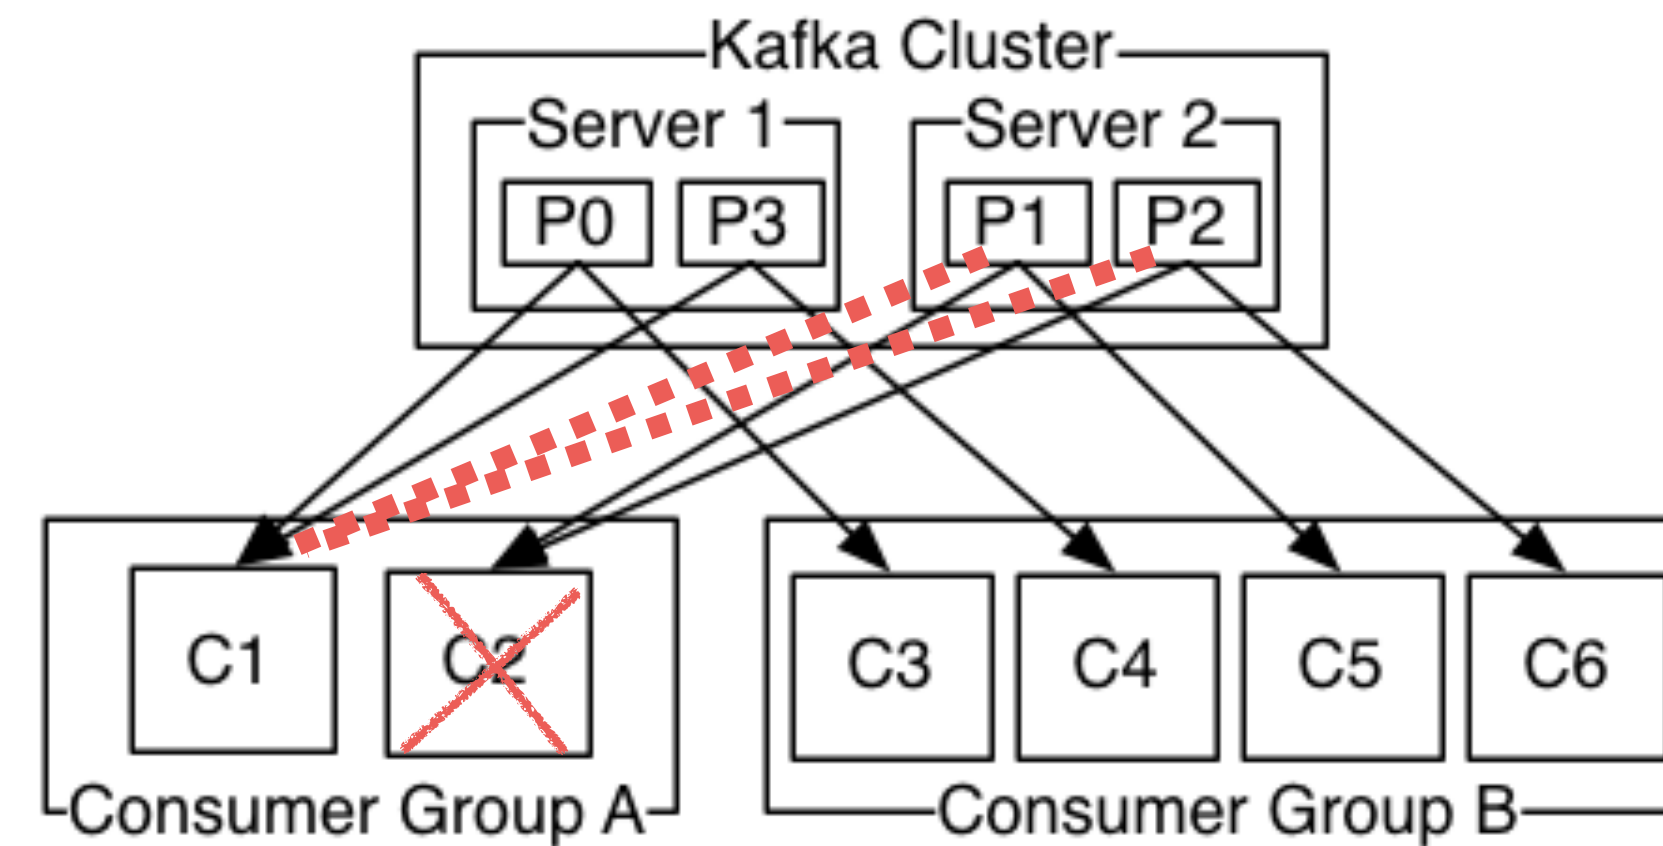 Kafka Cluster
Server 1
Server 2
P0
P3
P1
P2
C1
C2
C3
C4
C5
C6
Consumer Group A
Consumer Group B